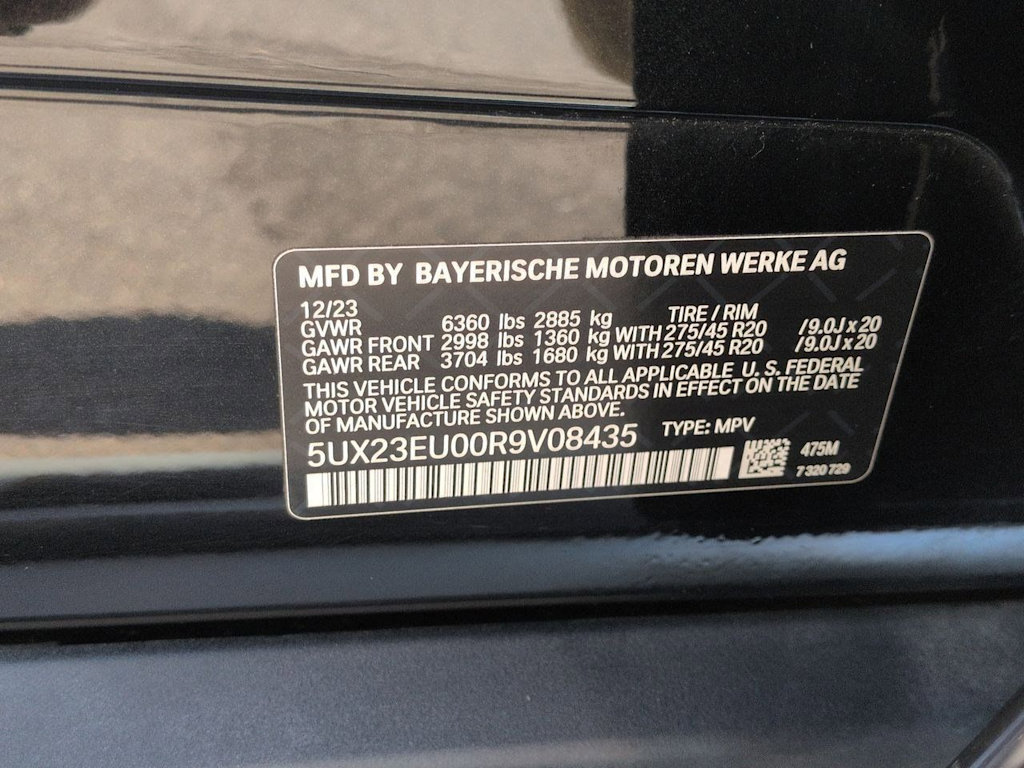 MFD BY BAYERISCHE MOTOREN WERKE AG
12/23 TIRE / RIM
GVWR 6360 lbs 2885 kg
GAWR FRONT 2998 lbs 1360 kg WITH 275/45 R20 /9.0J x 20
GAWR REAR 3704 lbs 1680 kg WITH 275/45 R20 /9.0J x 20
THIS VEHICLE CONFORMS TO ALL APPLICABLE U. S. FEDERAL
MOTOR VEHICLE SAFETY STANDARDS IN EFFECT ON THE DATE
OF MANUFACTURE SHOWN ABOVE.
5UX23EU00R9V08435 TYPE: MPV
475M
7 320 729